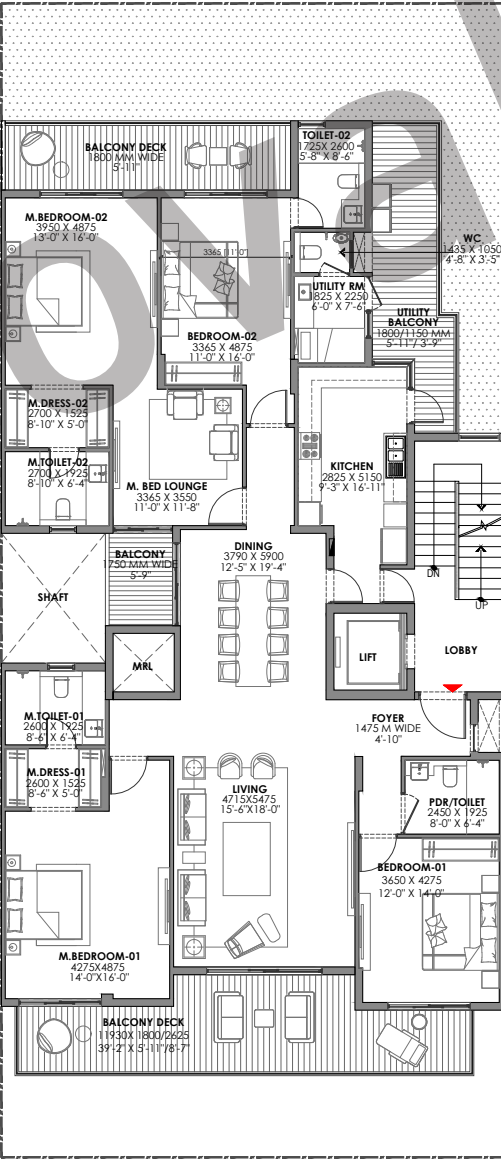 BALCONY DECK
1800 MM WIDE
5'-11"
TOILET-02
1725X 2600
5'-8" X 8'-6"
M.BEDROOM-02
3950 X 4875
13'-0" X 16'-0"
3365 [11'0"]
BEDROOM-02
3365 X 4875
11'-0" X 16'-0"
WC
1435 X 1050
4'-8" X 3'-5"
UTILITY RM
1825 X 2250
6'-0" X 7'-6"
UTILITY
BALCONY
1800/1150 MM
5'-11"/ 3'-9"
M.DRESS-02
2700 X 1525
8'-10" X 5'-0"
M.TOILET-02
2700 X 1925
8'-10" X 6'-4"
M. BED LOUNGE
3365 X 3550
11'-0" X 11'-8"
KITCHEN
2825 X 5150
9'-3" X 16'-11"
BALCONY
1750 MM WIDE
5'-9"
DINING
3790 X 5900
12'-5" X 19'-4"
DN
UP
SHAFT
MRL
LIFT
LOBBY
M.TOILET-01
2600 X 1925
8'-6" X 6'-4"
FOYER
1475 M WIDE
4'-10"
M.DRESS-01
2600 X 1525
8'-6" X 5'-0"
LIVING
4715X5475
15'-6"X18'-0"
PDR/TOILET
2450 X 1925
8'-0" X 6'-4"
BEDROOM-01
3650 X 4275
12'-0" X 14'-0"
M.BEDROOM-01
4275X4875
14'-0"X16'-0"
BALCONY DECK
11930X 1800/2625
39'-2" X 5'-11"/8'-7"
ova